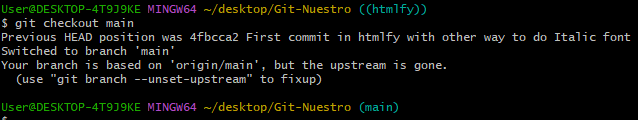 User@DESKTOP-4T9J9KE MINGW64 ~/desktop/Git-Nuestro ((htmlfy))
$ git checkout main
Previous HEAD position was 4fbcca2 First commit in htmlfy with other way to do Italic font
Switched to branch 'main'
Your branch is based on 'origin/main', but the upstream is gone.
  (use "git branch --unset-upstream" to fixup)

User@DESKTOP-4T9J9KE MINGW64 ~/desktop/Git-Nuestro (main)